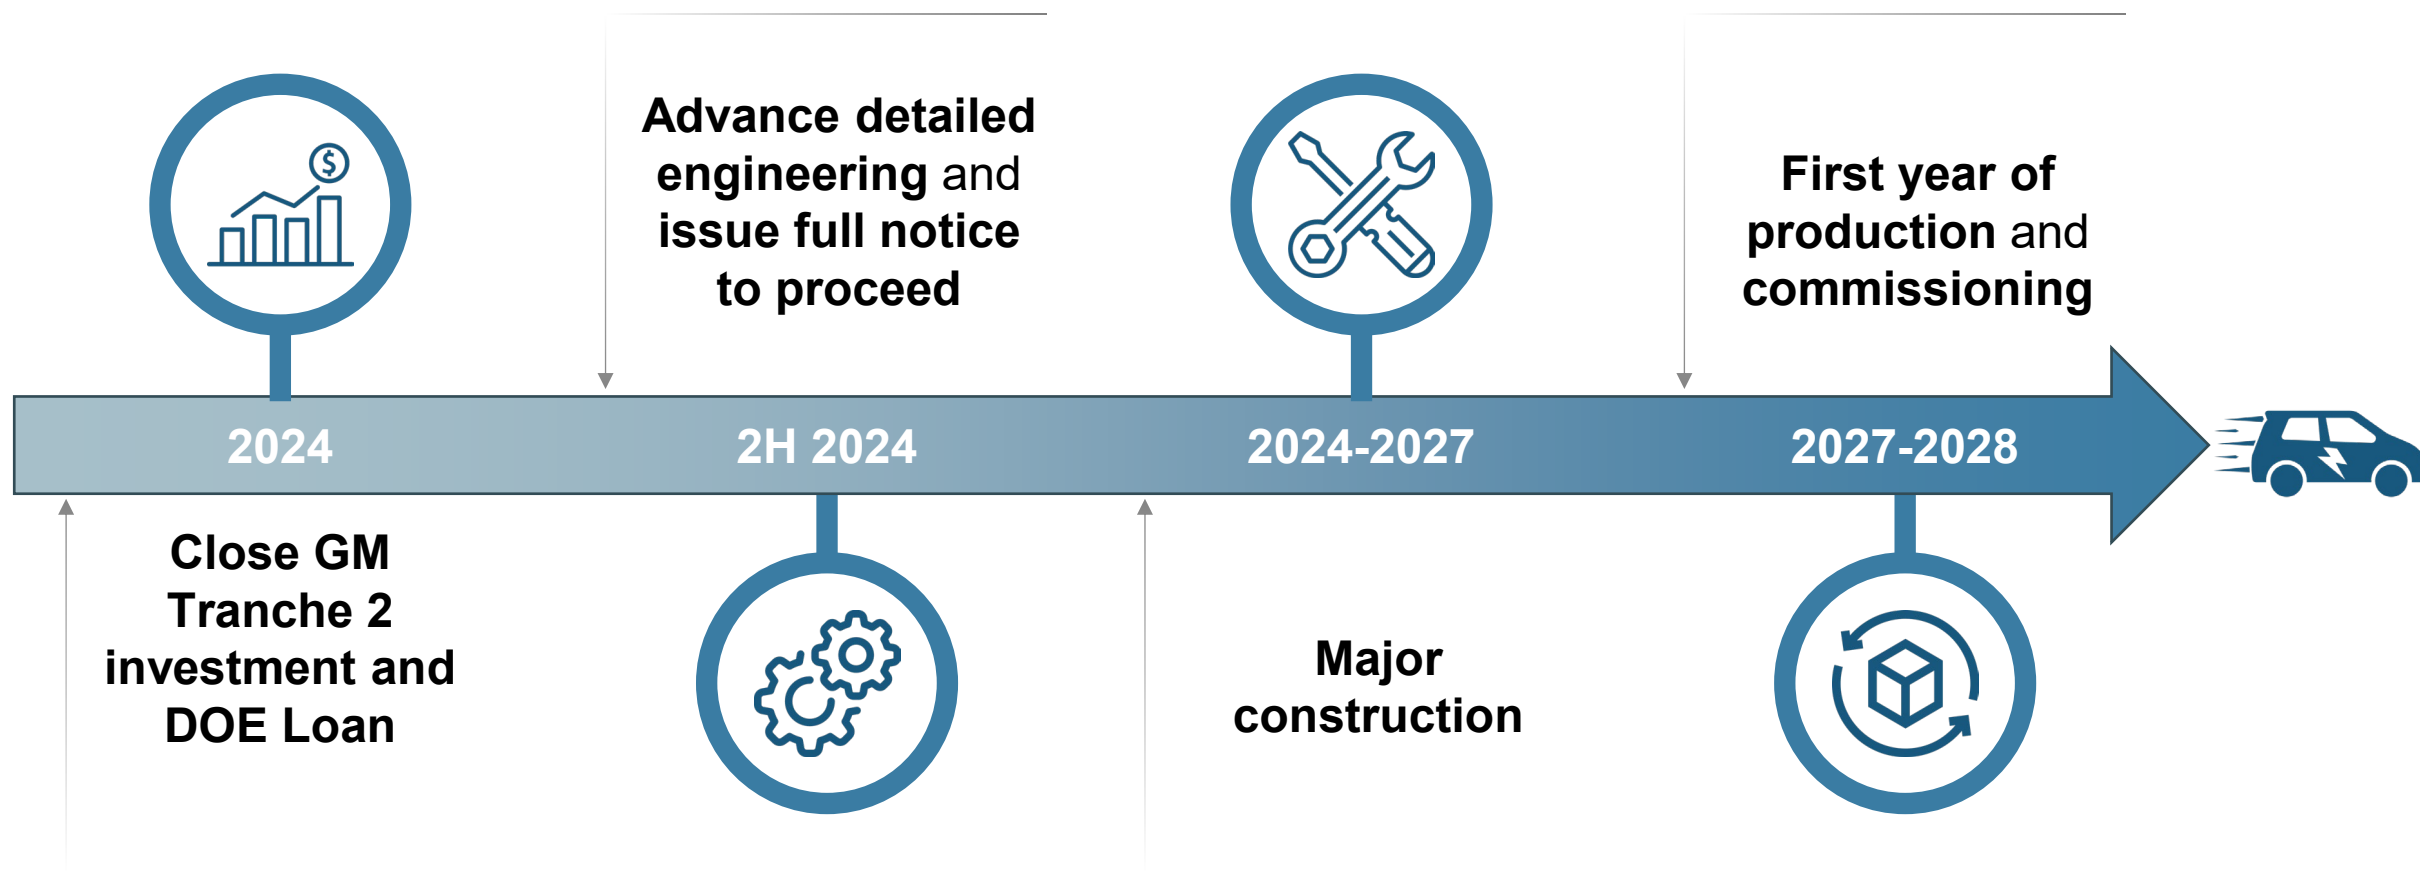 $
Advance detailed
engineering and
issue full notice
to proceed
First year of
production and
commissioning
2024
2H 2024
2024-2027
2027-2028
Close GM
Tranche 2
investment and
DOE Loan
Major
construction